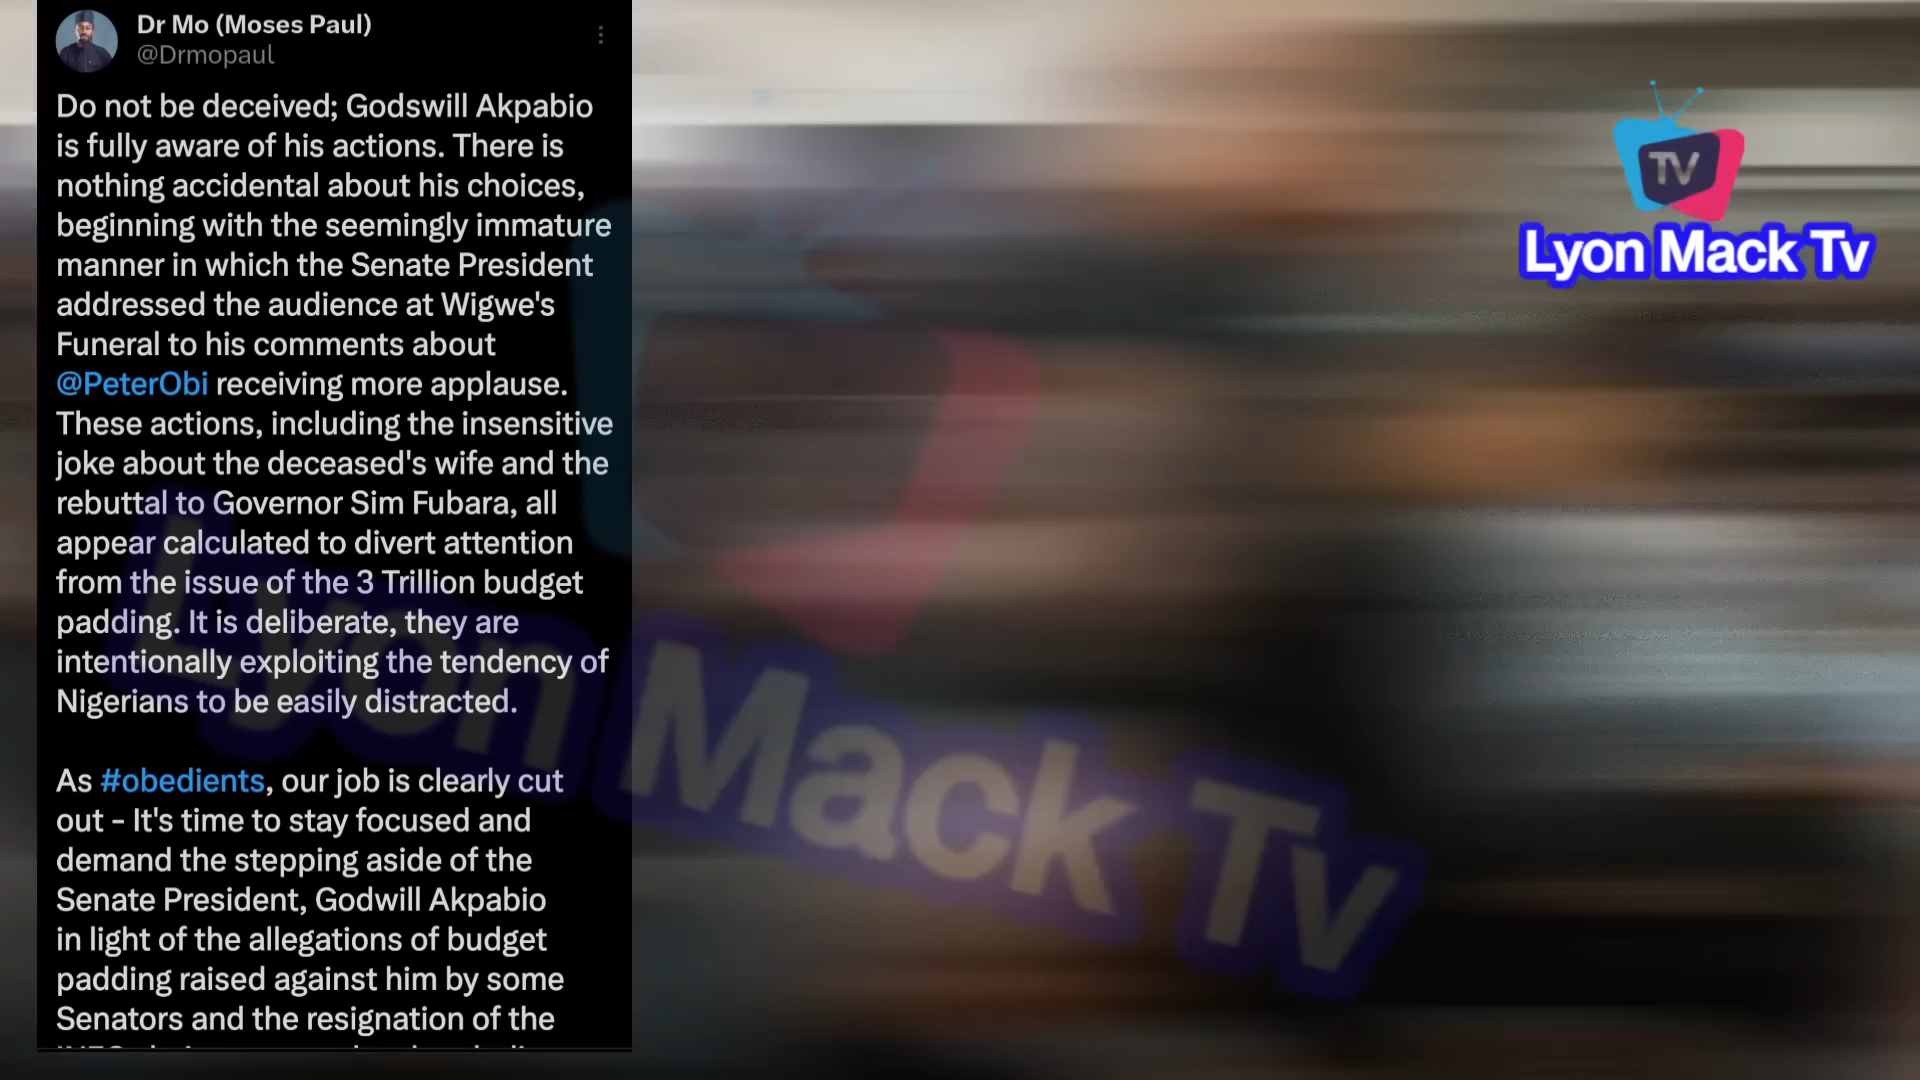 Dr Mo (Moses Paul)
@Drmopaul
Do not be deceived; Godswill Akpabio
is fully aware of his actions. There is
nothing accidental about his choices,
beginning with the seemingly immature
manner in which the Senate President
addressed the audience at Wigwe's
Funeral to his comments about
@PeterObi receiving more applause.
These actions, including the insensitive
joke about the deceased's wife and the
rebuttal to Governor Sim Fubara, all
appear calculated to divert attention
from the issue of the 3 Trillion budget
padding. It is deliberate, they are
intentionally exploiting the tendency of
Nigerians to be easily distracted.
As #obedients, our job is clearly cut
out - It's time to stay focused and
demand the stepping aside of the
Senate President, Godwill Akpabio
in light of the allegations of budget
padding raised against him by some
Senators and the resignation of the
TV
Lyon Mack Tv
Lyon Mack Tv